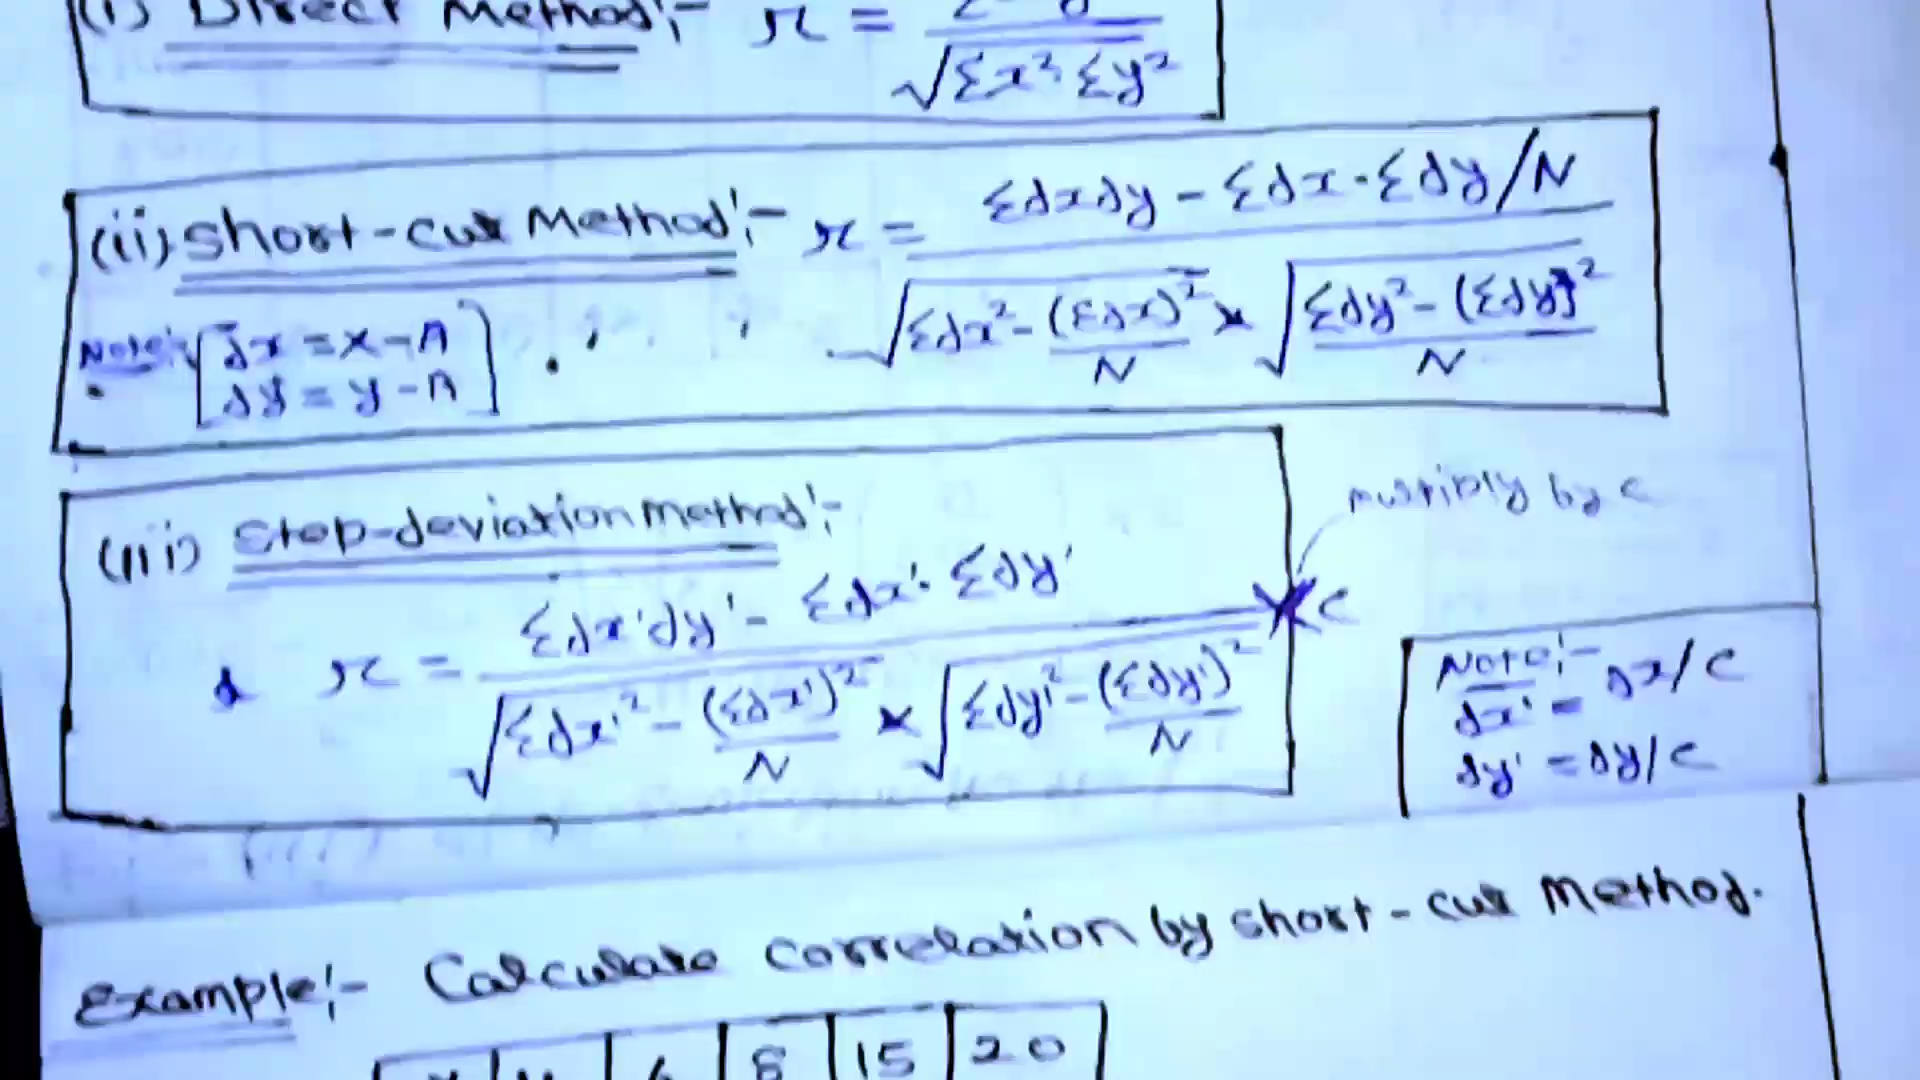 (i) Direct Method:- r =
√Σx² Σy²
(ii) Short-cut Method:- r = Σdxdy - Σdx·Σdy/N
√Σdx² - (Σdx)²/N × √Σdy² - (Σdy)²/N
Note:- [dx = x - A
dy = y - A]
(iii) Step-deviation Method:-
multiply by c
r = Σdx'dy' - Σdx'·Σdy' × c
√Σdx'² - (Σdx')²/N × √Σdy'² - (Σdy')²/N
Note:-
dx' = dx/c
dy' = dy/c
Example:- Calculate correlation by short-cut Method.
8 15 20